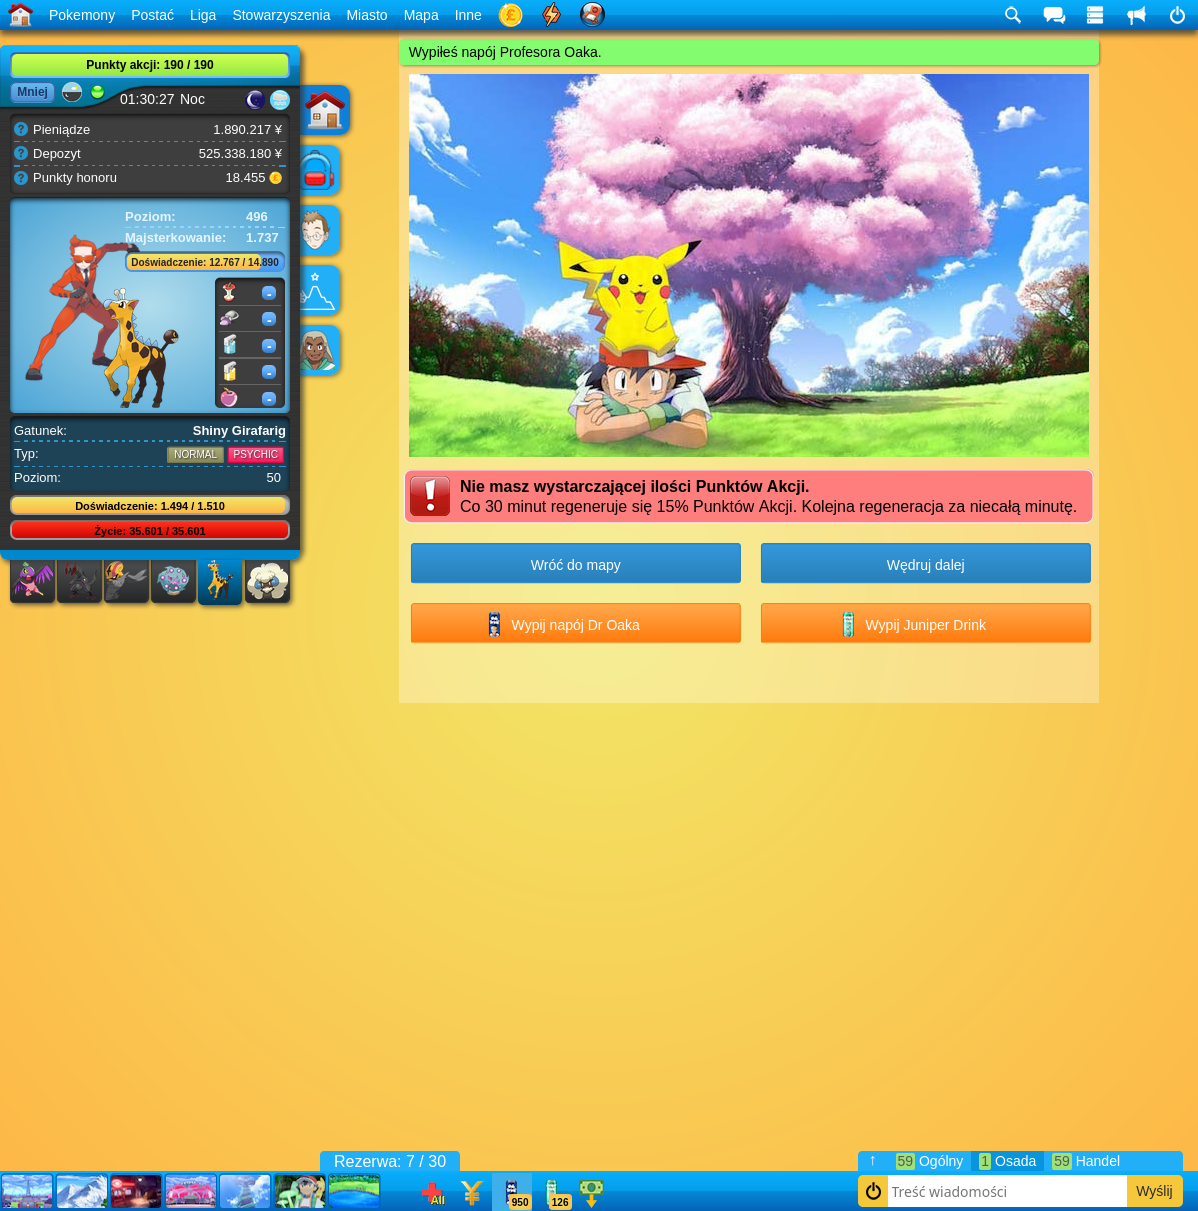 Pokemony Postać Liga Stowarzyszenia Miasto Mapa Inne
Punkty akcji: 190 / 190
Mniej
01:30:27 Noc
Pieniądze 1.890.217 ¥
Depozyt 525.338.180 ¥
Punkty honoru 18.455
Poziom: 496
Majsterkowanie: 1.737
Doświadczenie: 12.767 / 14.890
-
-
-
-
-
Gatunek: Shiny Girafarig
Typ: NORMAL PSYCHIC
Poziom: 50
Doświadczenie: 1.494 / 1.510
Życie: 35.601 / 35.601
Wypiłeś napój Profesora Oaka.
Nie masz wystarczającej ilości Punktów Akcji.
Co 30 minut regeneruje się 15% Punktów Akcji. Kolejna regeneracja za niecałą minutę.
Wróć do mapy
Wędruj dalej
Wypij napój Dr Oaka
Wypij Juniper Drink
Rezerwa: 7 / 30
All
950
126
↑ 59 Ogólny 1 Osada 59 Handel
Treść wiadomości
Wyślij